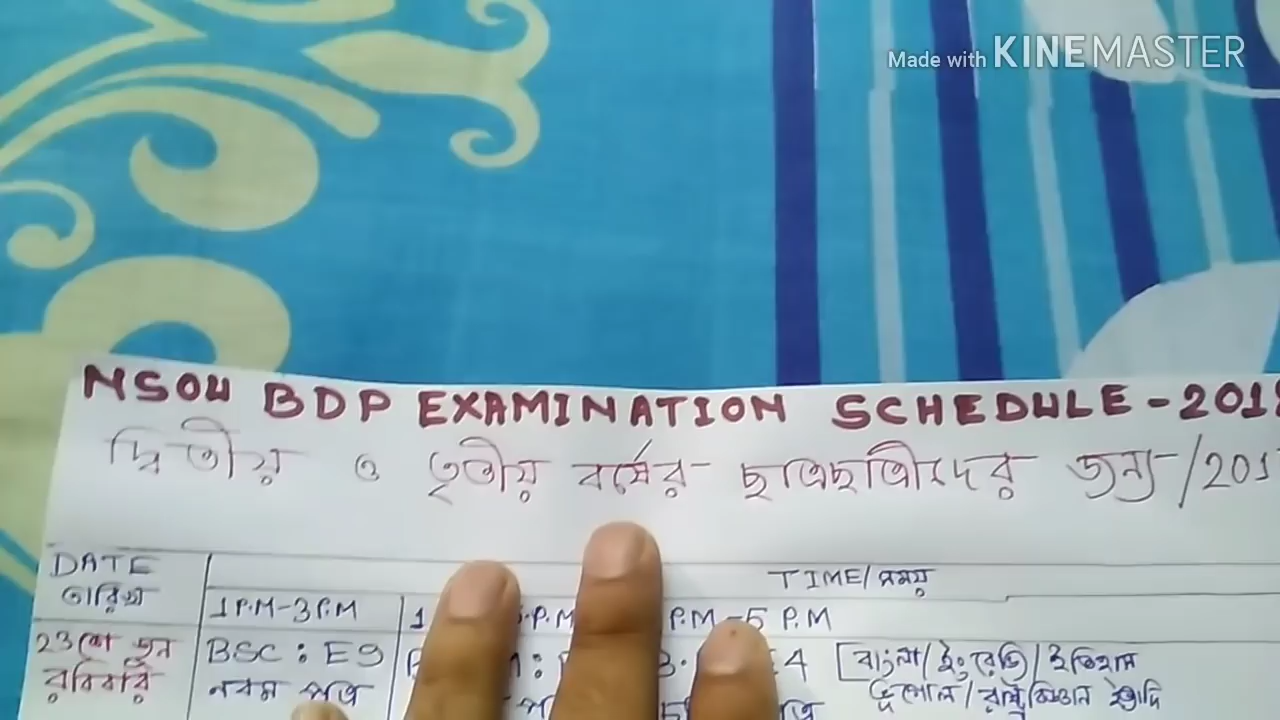 Made with KINEMASTER
NSOU BDP EXAMINATION SCHEDULE - 201
দ্বিতীয় ও তৃতীয় বর্ষের ছাত্রছাত্রীদের জন্য / 201
DATE
তারিখ
TIME/সময়
1 P.M-3 P.M
P.M
P.M - 5 P.M
23শে জুন
রবিবার
BSC : E9
নবম পত্র
4 [বাংলা/ইংরেজি/ইতিহাস
ভূগোল/রাষ্ট্রবিজ্ঞান ইত্যাদি